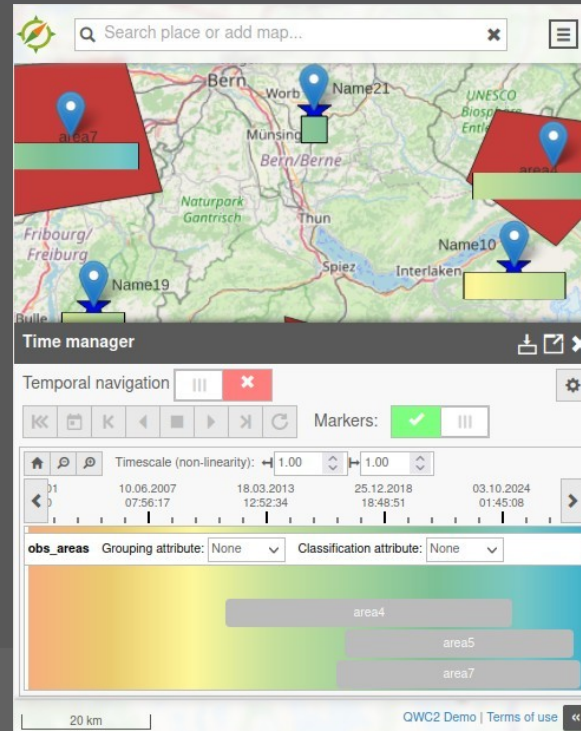 Search place or add map...
Bern
Worb
Name21
UNESCO
area7
Münsing
Bern/Berne
area4
Naturpark
Gantrisch
Thun
Fribourg/
Freiburg
Name10
Spiez
Interlaken
Name19
Bulle
Time manager
Temporal navigation
Markers:
Timescale (non-linearity): 1.00 1.00
01 10.06.2007 18.03.2013 25.12.2018 03.10.2024
0 07:56:17 12:52:34 18:48:51 01:45:08
obs_areas Grouping attribute: None Classification attribute: None
area4
area5
area7
20 km
QWC2 Demo | Terms of use